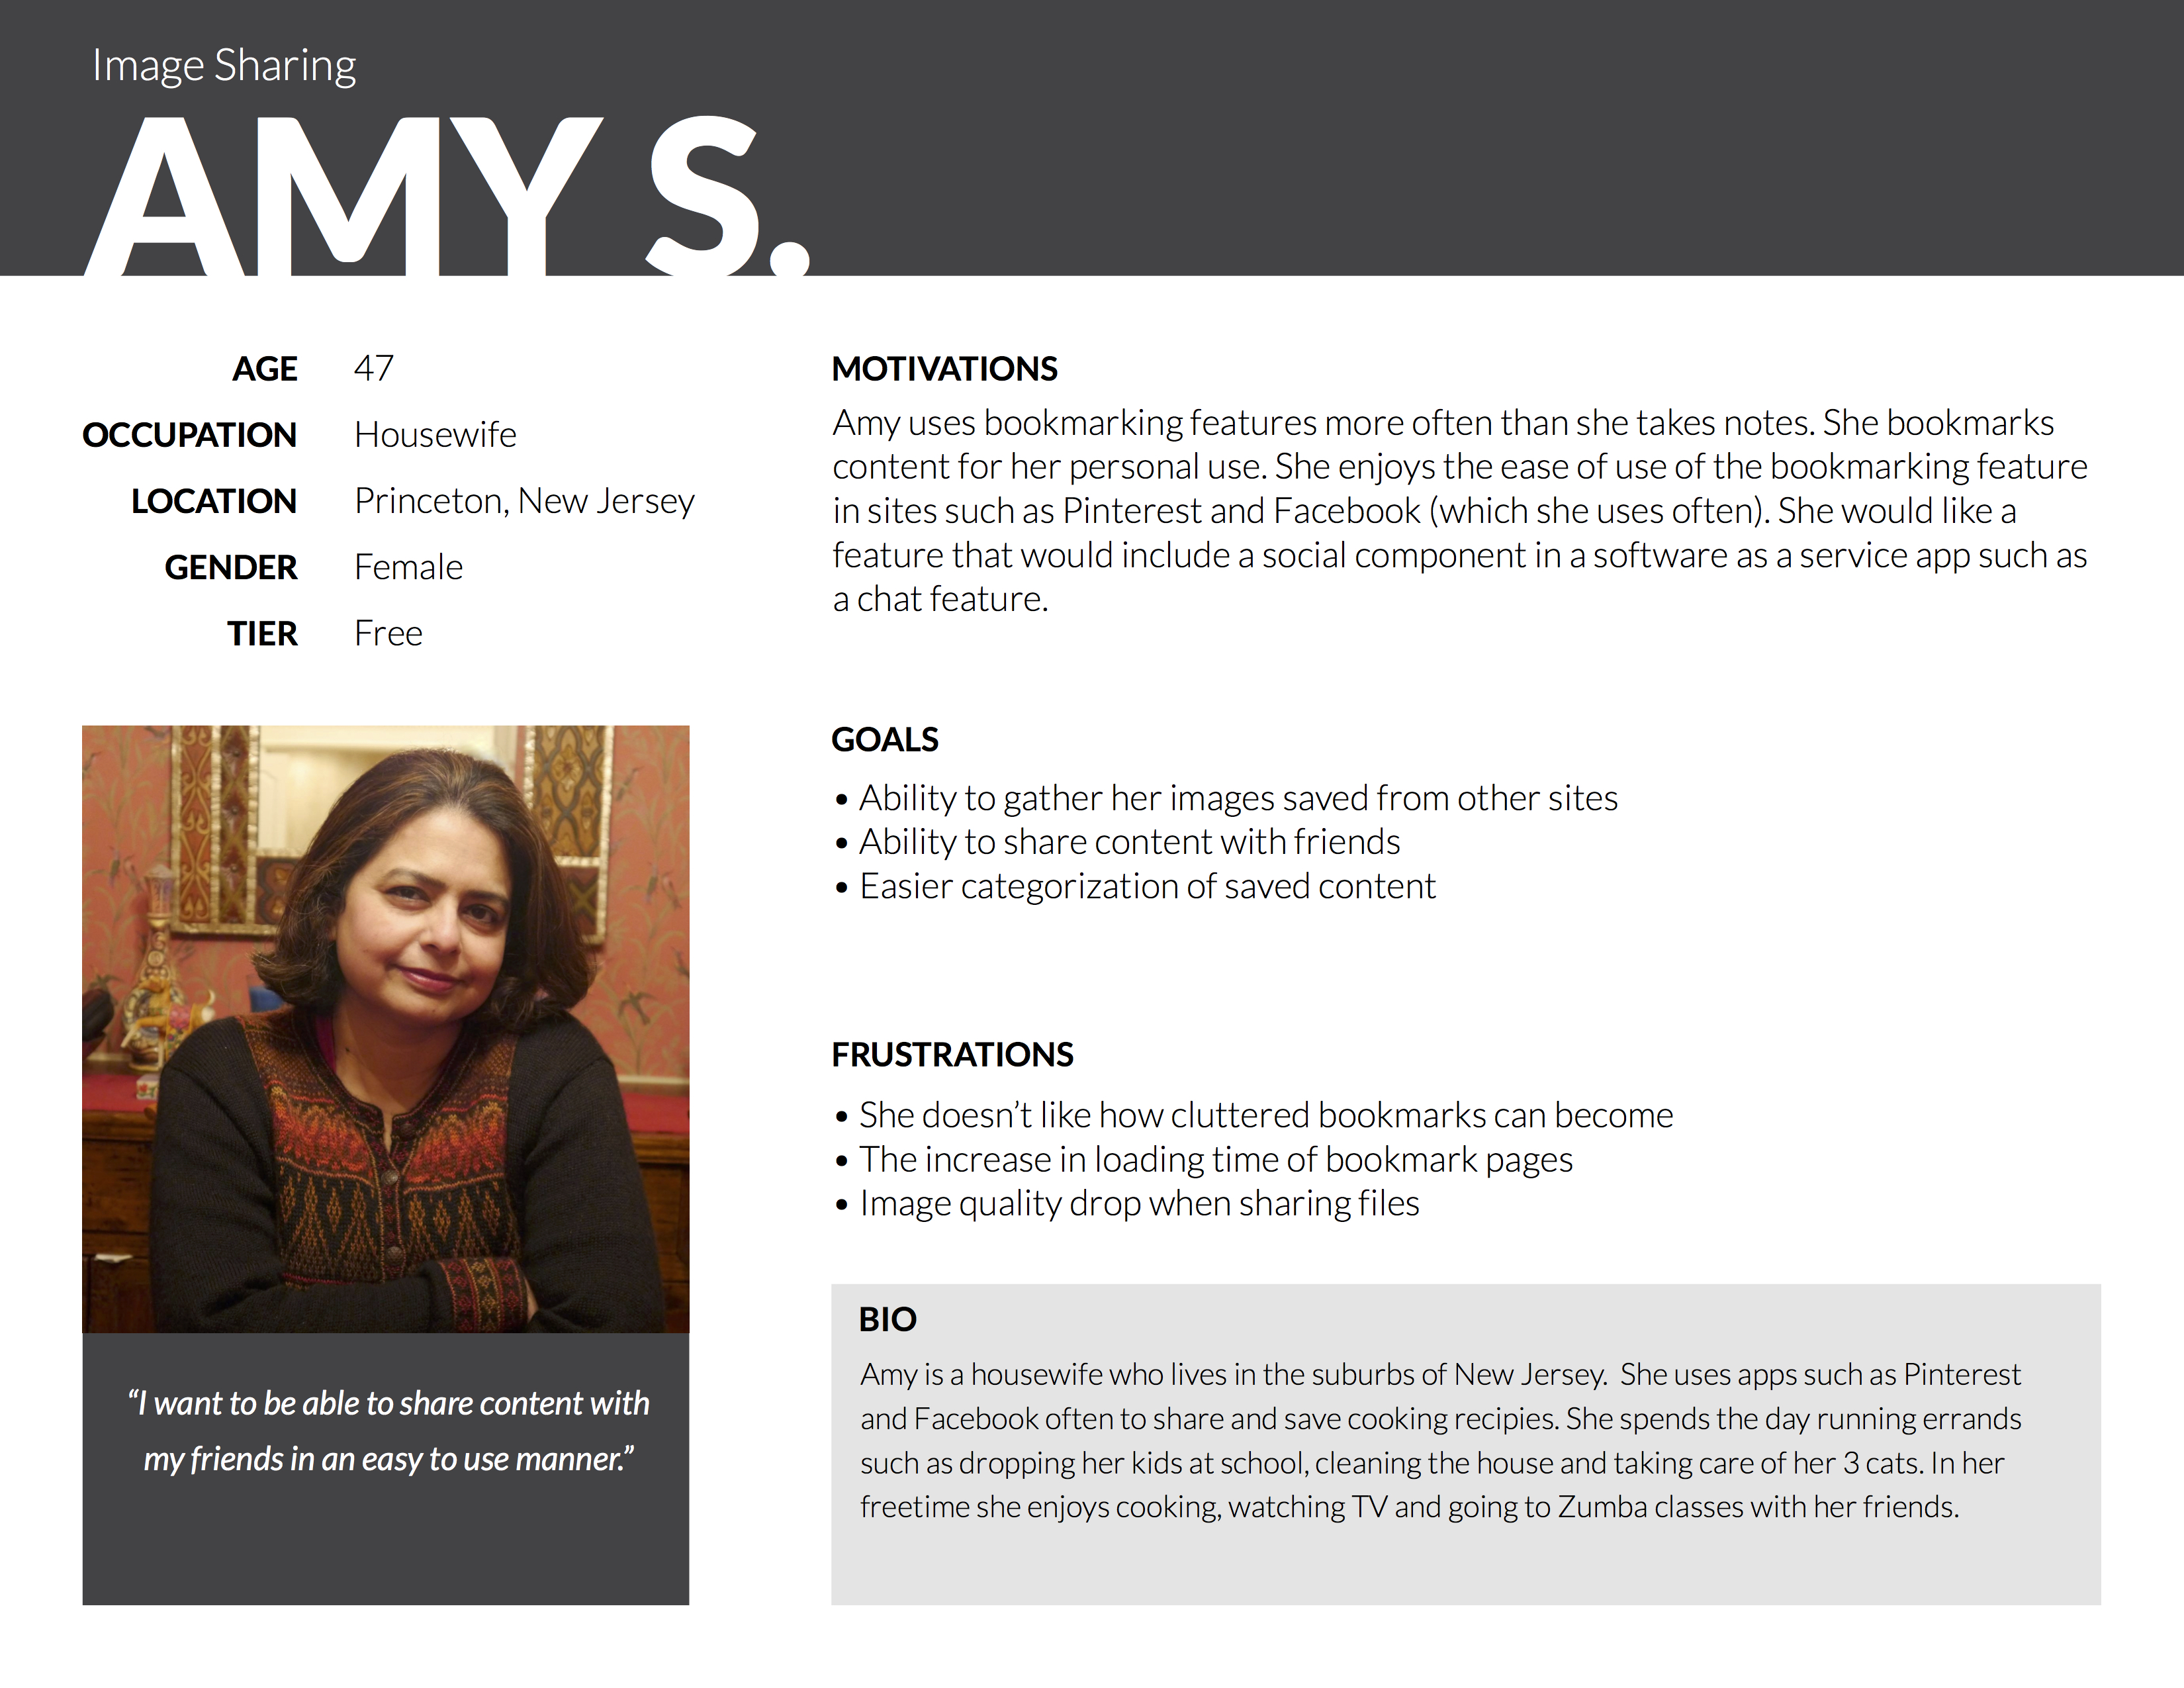 Image Sharing
AMY S.
AGE 47
OCCUPATION Housewife
LOCATION Princeton, New Jersey
GENDER Female
TIER Free
“I want to be able to share content with
my friends in an easy to use manner.”
MOTIVATIONS
Amy uses bookmarking features more often than she takes notes. She bookmarks
content for her personal use. She enjoys the ease of use of the bookmarking feature
in sites such as Pinterest and Facebook (which she uses often). She would like a
feature that would include a social component in a software as a service app such as
a chat feature.
GOALS
• Ability to gather her images saved from other sites
• Ability to share content with friends
• Easier categorization of saved content
FRUSTRATIONS
• She doesn’t like how cluttered bookmarks can become
• The increase in loading time of bookmark pages
• Image quality drop when sharing files
BIO
Amy is a housewife who lives in the suburbs of New Jersey.  She uses apps such as Pinterest
and Facebook often to share and save cooking recipies. She spends the day running errands
such as dropping her kids at school, cleaning the house and taking care of her 3 cats. In her
freetime she enjoys cooking, watching TV and going to Zumba classes with her friends.